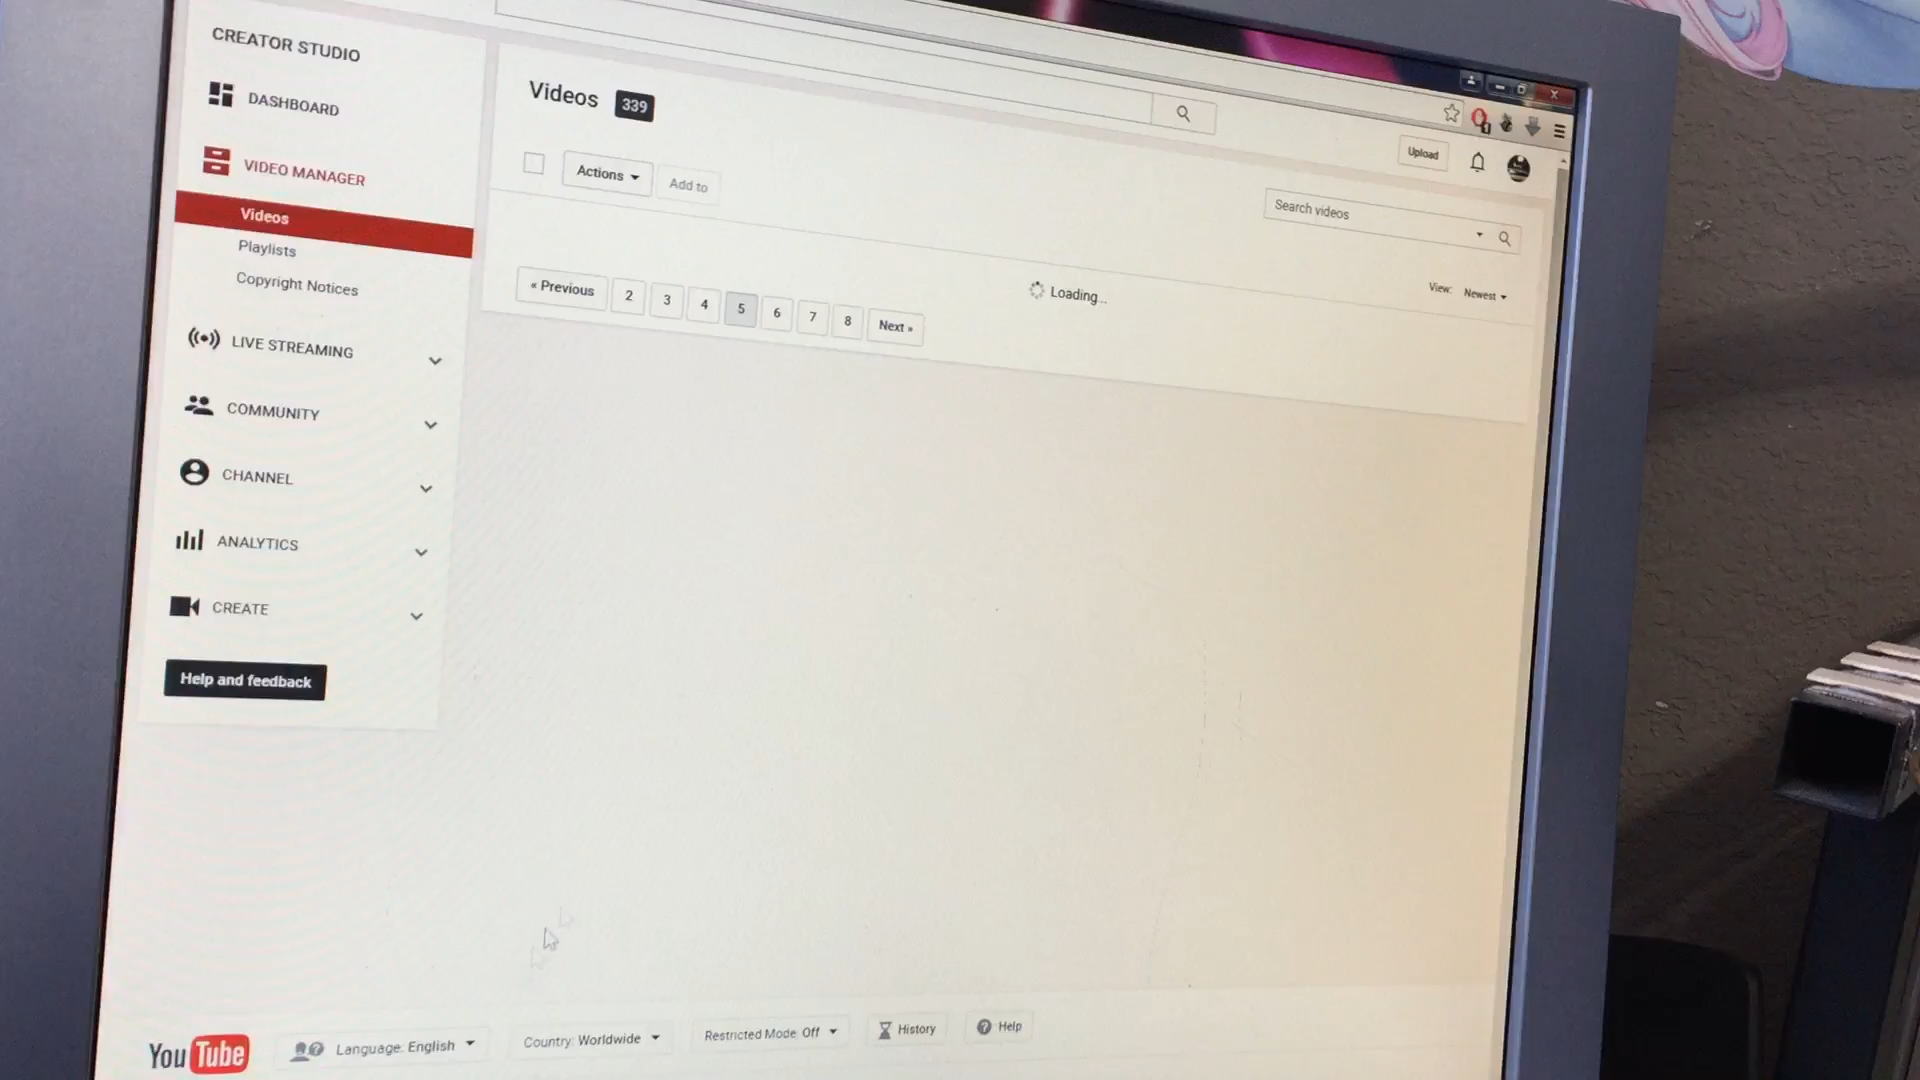 CREATOR STUDIO
DASHBOARD
VIDEO MANAGER
Videos
Playlists
Copyright Notices
LIVE STREAMING
COMMUNITY
CHANNEL
ANALYTICS
CREATE
Help and feedback
Upload
Videos 339
Actions Add to
Search videos
« Previous 2 3 4 5 6 7 8 Next »
Loading...
View: Newest
YouTube Language: English Country: Worldwide Restricted Mode: Off History Help